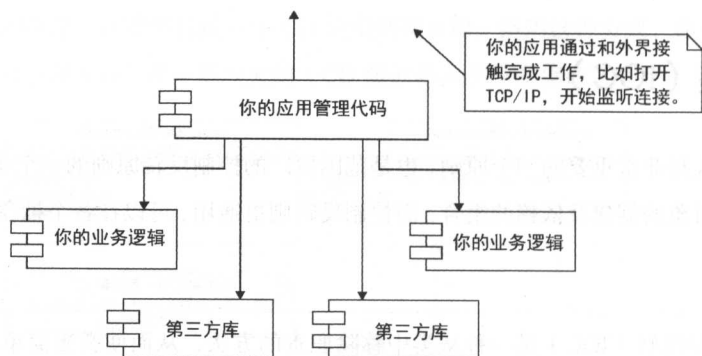 你的应用通过和外界接
触完成工作，比如打开
TCP/IP，开始监听连接。
你的应用管理代码
你的业务逻辑
你的业务逻辑
第三方库
第三方库